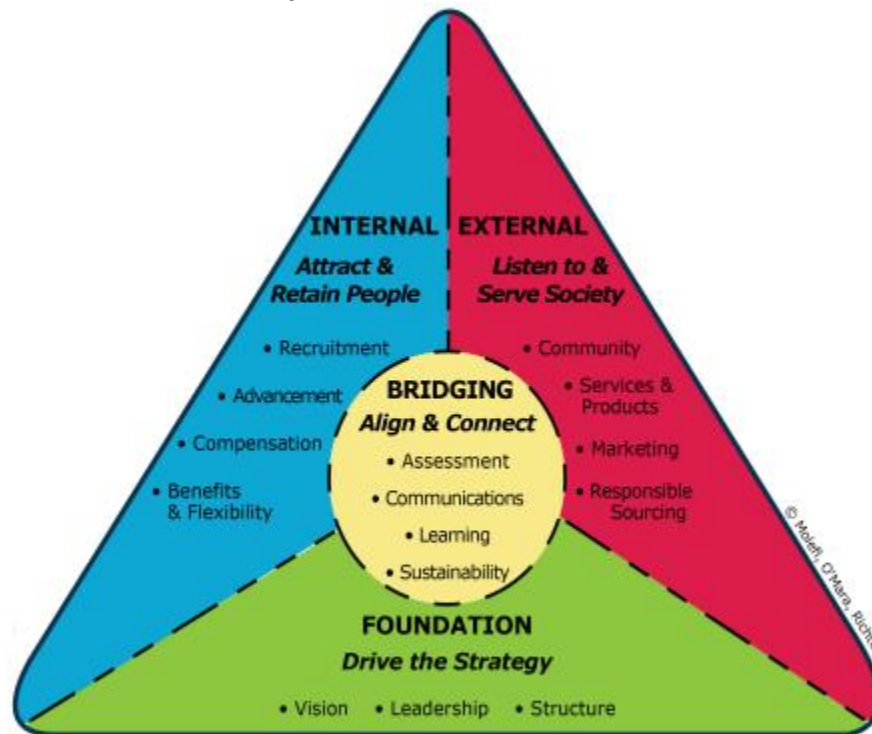 INTERNAL
Attract &
Retain People
• Recruitment
• Advancement
• Compensation
• Benefits
& Flexibility
EXTERNAL
Listen to &
Serve Society
• Community
• Services &
Products
• Marketing
• Responsible
Sourcing
BRIDGING
Align & Connect
• Assessment
• Communications
• Learning
• Sustainability
FOUNDATION
Drive the Strategy
• Vision • Leadership • Structure
© Molefi, O'Mara,